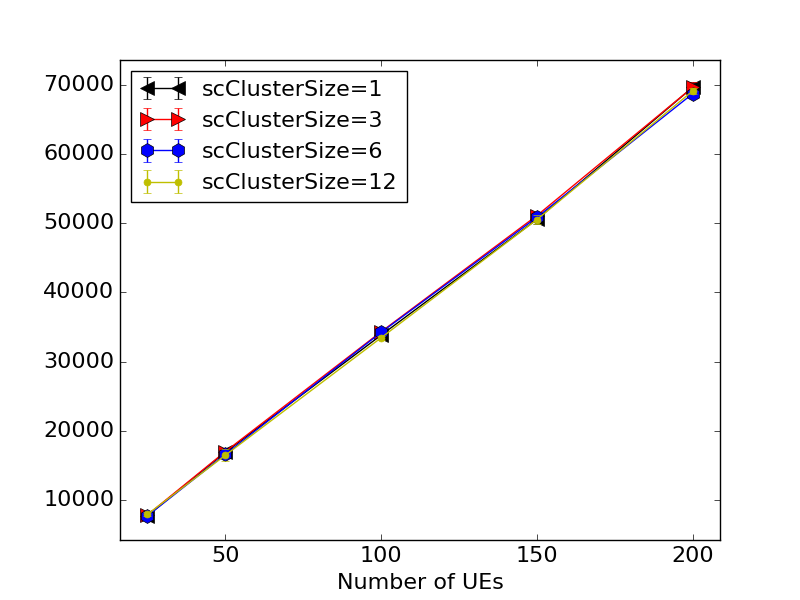 70000
60000
50000
40000
30000
20000
10000
scClusterSize=1
scClusterSize=3
scClusterSize=6
scClusterSize=12
50 100 150 200
Number of UEs